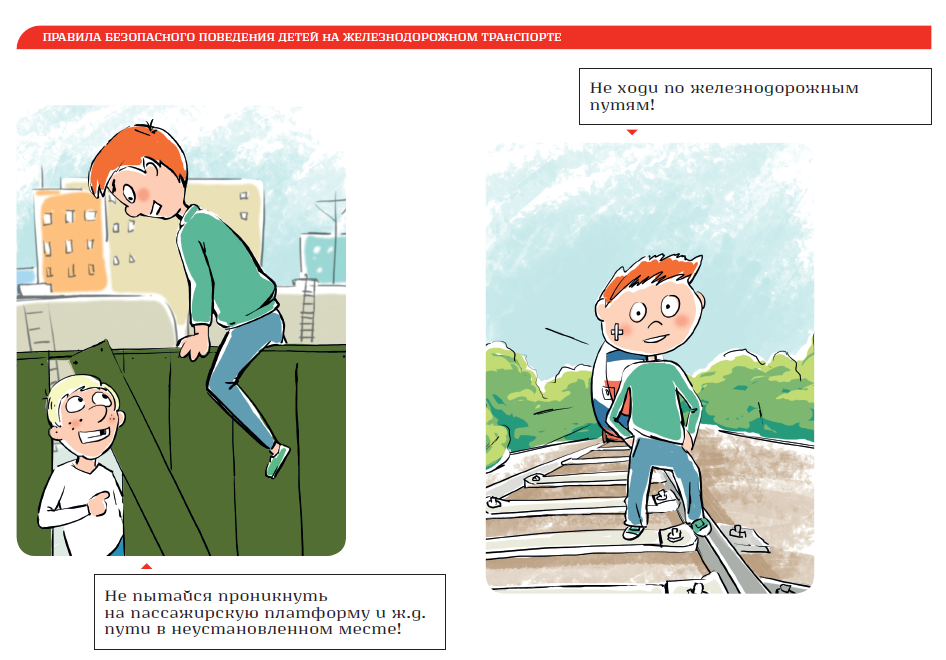 ПРАВИЛА БЕЗОПАСНОГО ПОВЕДЕНИЯ ДЕТЕЙ НА ЖЕЛЕЗНОДОРОЖНОМ ТРАНСПОРТЕ
Не ходи по железнодорожным
путям!
Не пытайся проникнуть
на пассажирскую платформу и ж.д.
пути в неустановленном месте!